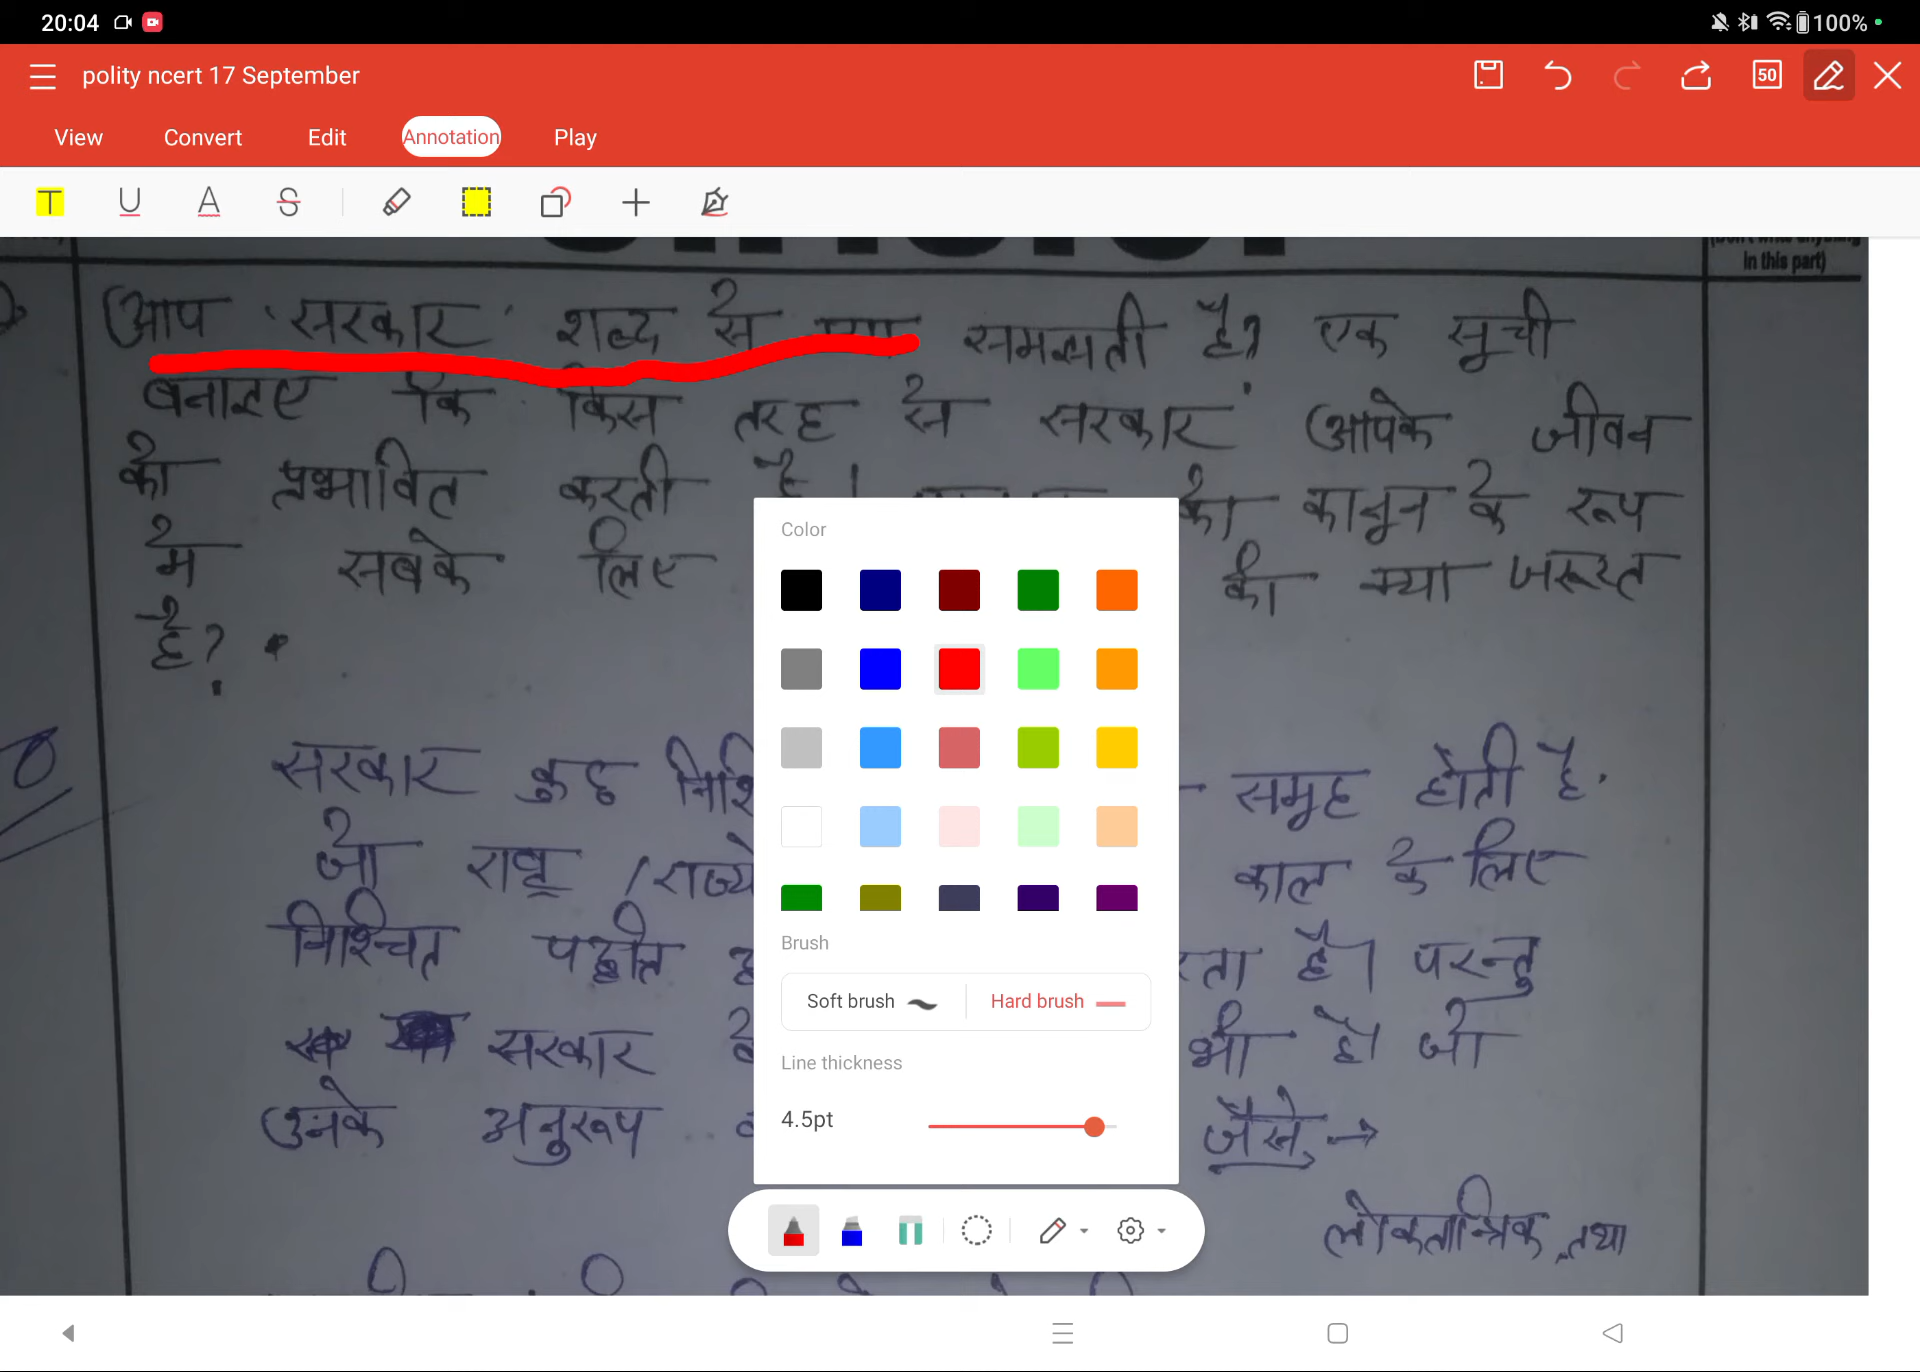 20:04
100%
polity ncert 17 September
50
View Convert Edit Annotation Play
in this part)
आप 'सरकार' शब्द से क्या समझती है? एक सूची
बनाइए कि किस तरह से सरकार आपके जीवन
को प्रभावित करती है।
को कानून के रूप
में सबके लिए
की क्या जरूरत
है?
Color
सरकार कुछ
समूह होती है
जो राष्ट्र /
काल के लिए
निश्चित पद्धति
है। परन्तु
Brush
Soft brush Hard brush
सरकार
भी है। जो
Line thickness
4.5pt
उनके अनुरूप
जैसे, →
लोकतान्त्रिक, तथा